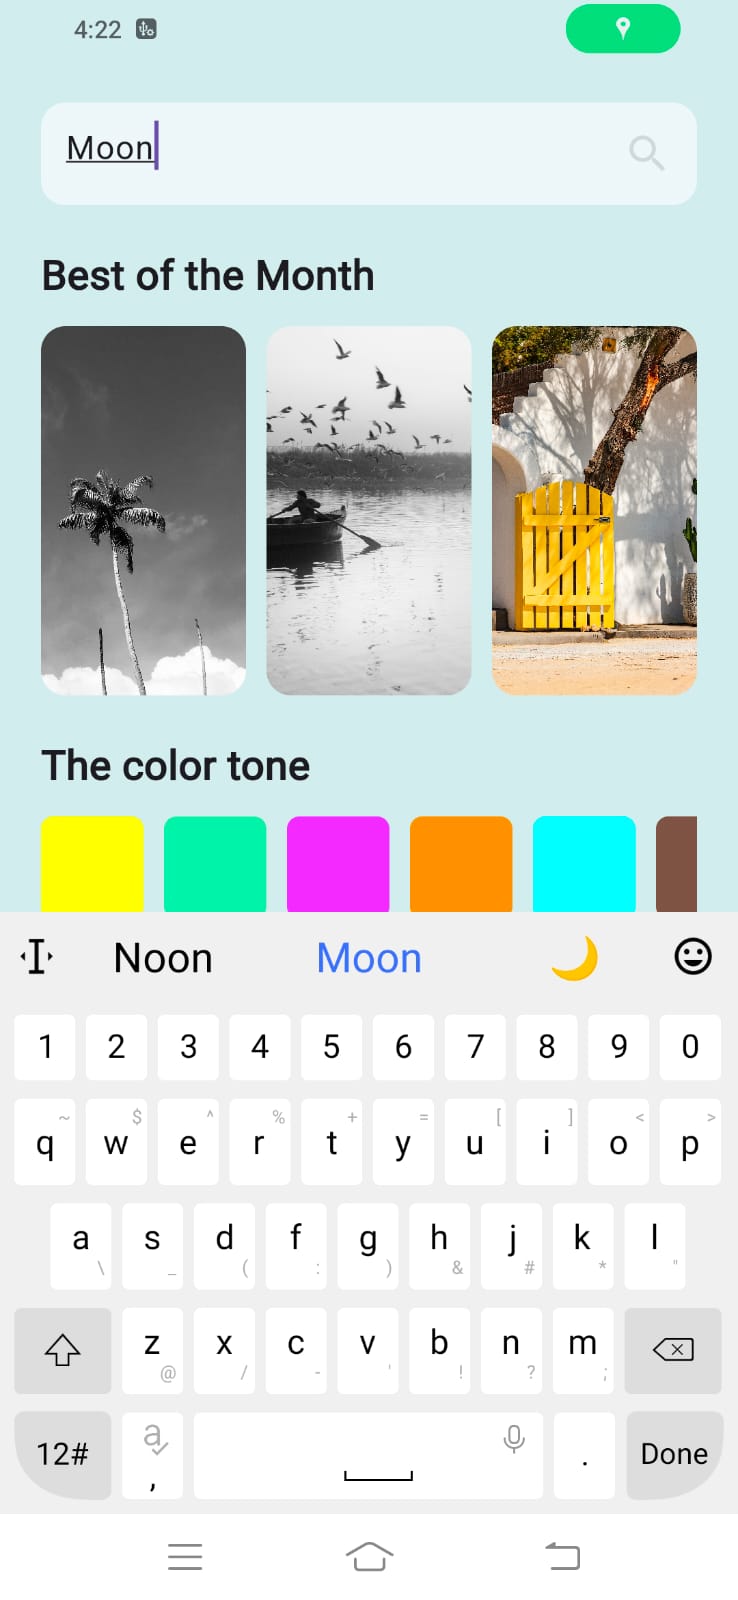 4:22
Moon
Best of the Month
The color tone
Noon Moon 🌙
1 2 3 4 5 6 7 8 9 0
~ $ ^ % + = [ ] < >
q w e r t y u i o p
a s d f g h j k l
\ _ ( : ) & # * "
z x c v b n m
@ / - ' ! ? ;
12# a , . Done